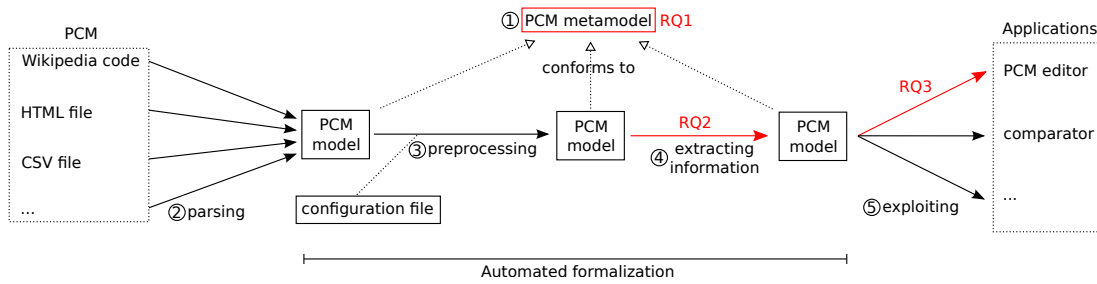 ① PCM metamodel RQ1
PCM
Applications
Wikipedia code
conforms to
PCM editor
RQ3
HTML file
PCM
model
PCM
model
RQ2
PCM
model
comparator
③ preprocessing
④ extracting
information
CSV file
...
② parsing
configuration file
⑤ exploiting
...
Automated formalization